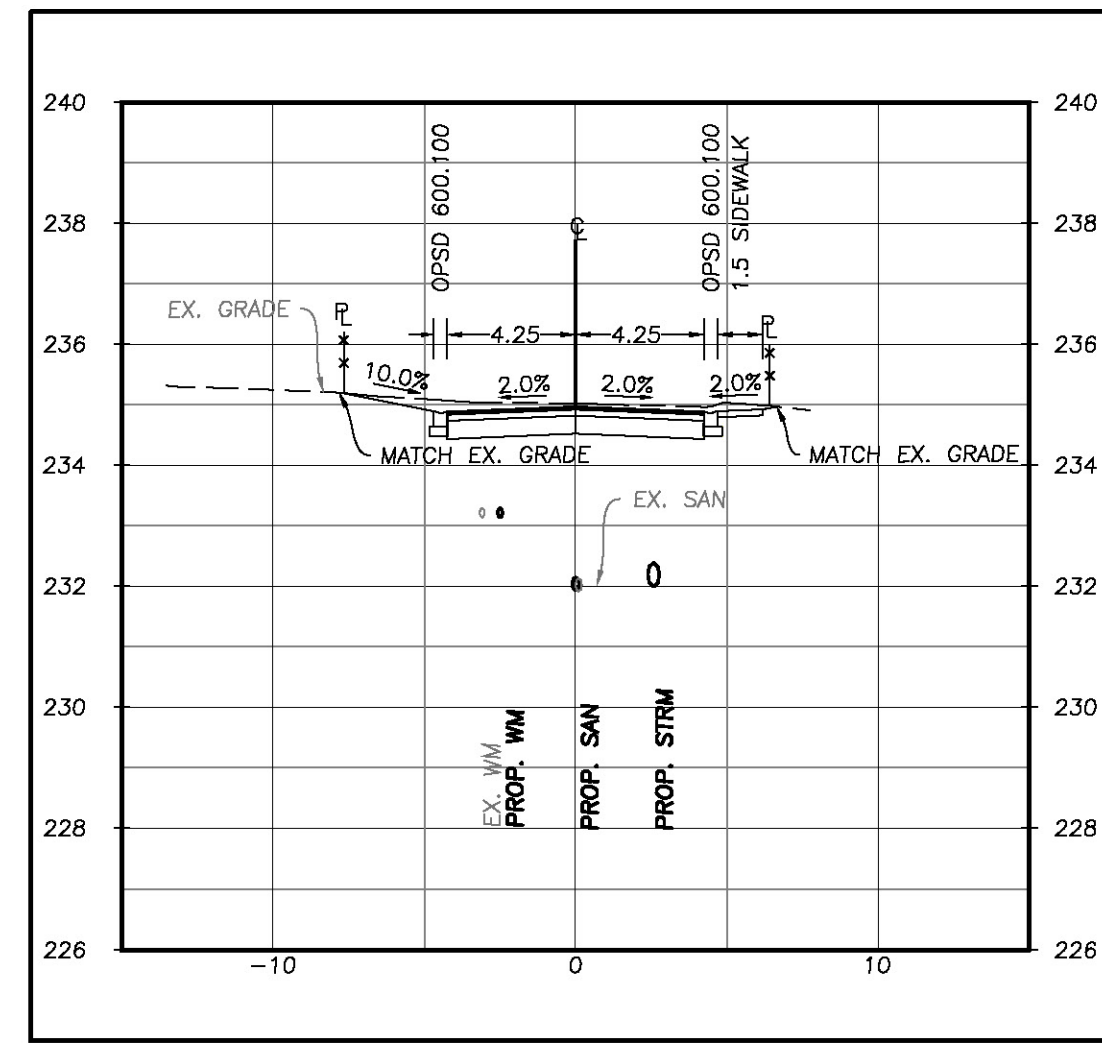 240
240
OPSD 600.100
OPSD 600.100
1.5 SIDEWALK
238
238
CL
EX. GRADE
PL
PL
236
4.25
4.25
236
10.0%
2.0%
2.0%
2.0%
MATCH EX. GRADE
MATCH EX. GRADE
234
234
EX. SAN
232
232
230
230
EX. WM
PROP. WM
PROP. SAN
PROP. STRM
228
228
226
226
-10
0
10